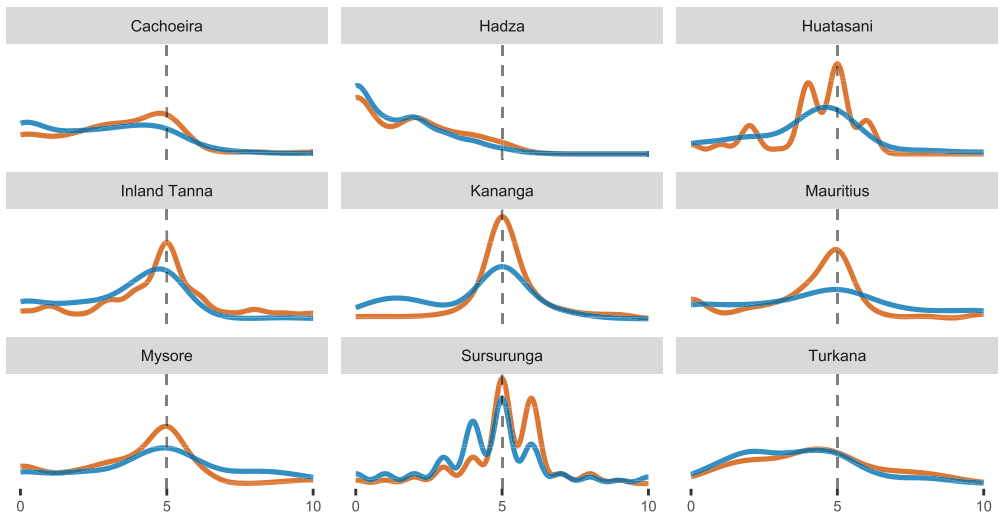 Cachoeira Hadza Huatasani
Inland Tanna Kananga Mauritius
Mysore Sursurunga Turkana
0 5 10 0 5 10 0 5 10